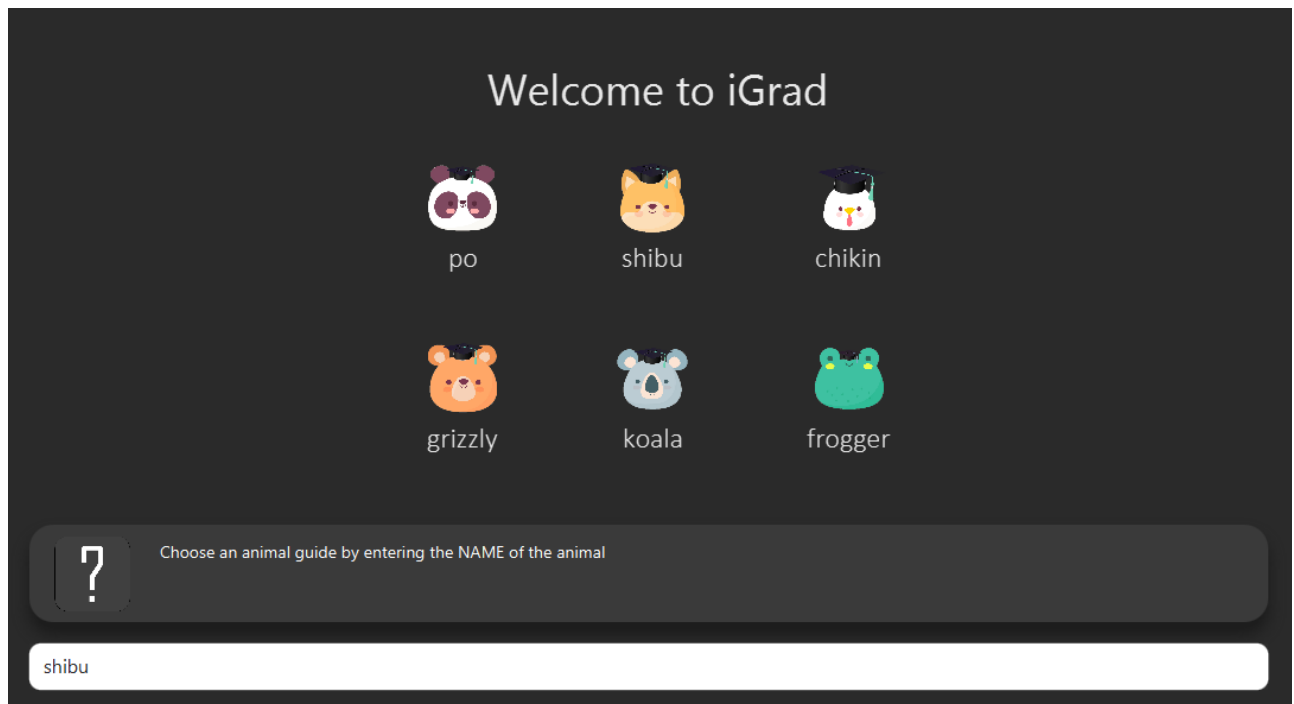 Welcome to iGrad
po shibu chikin
grizzly koala frogger
?
Choose an animal guide by entering the NAME of the animal
shibu